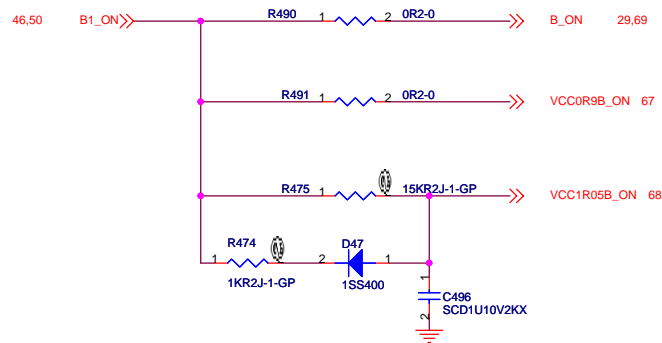 46,50 B1_ON R490 1 2 0R2-0 B_ON 29,69
R491 1 2 0R2-0 VCC0R9B_ON 67
R475 1 15KR2J-1-GP VCC1R05B_ON 68
R474 D47
1 2 1
1KR2J-1-GP 1SS400
1
C496
SCD1U10V2KX
2